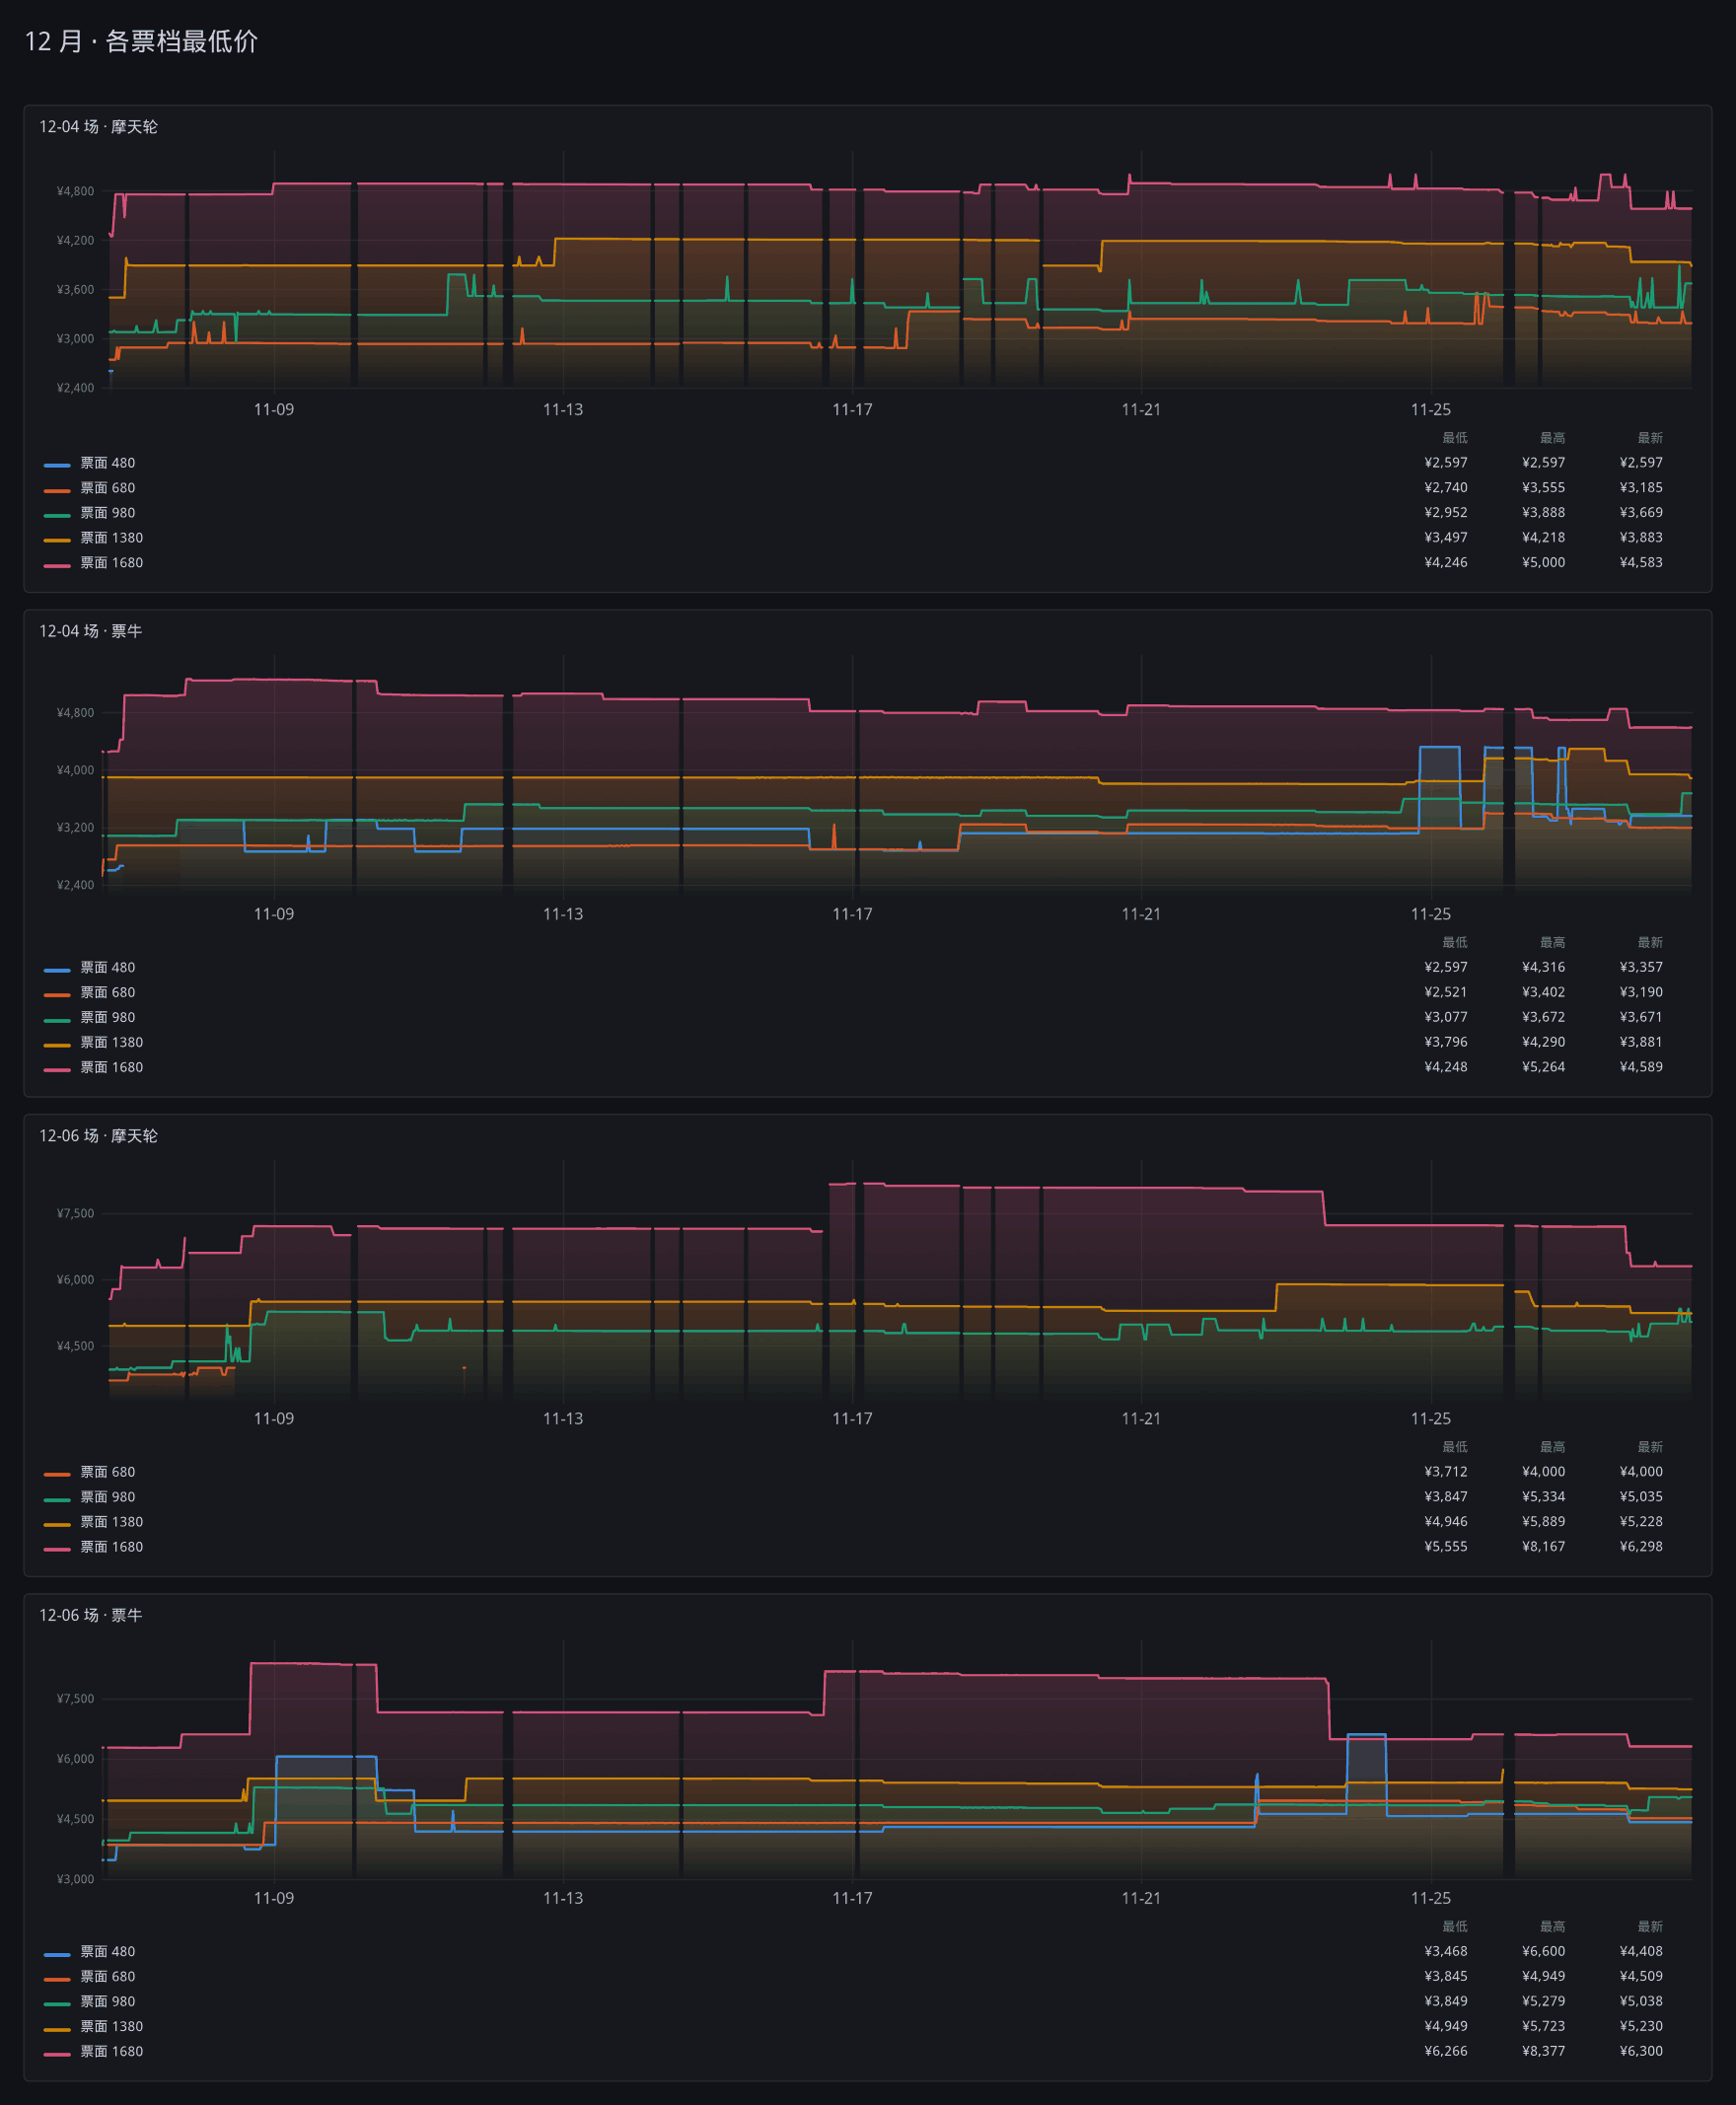 12 月 · 各票档最低价
12-04 场 · 摩天轮
¥4,800
¥4,200
¥3,600
¥3,000
¥2,400
11-09 11-13 11-17 11-21 11-25
最低 最高 最新
票面 480 ¥2,597 ¥2,597 ¥2,597
票面 680 ¥2,740 ¥3,555 ¥3,185
票面 980 ¥2,952 ¥3,888 ¥3,669
票面 1380 ¥3,497 ¥4,218 ¥3,883
票面 1680 ¥4,246 ¥5,000 ¥4,583
12-04 场 · 票牛
¥4,800
¥4,000
¥3,200
¥2,400
11-09 11-13 11-17 11-21 11-25
最低 最高 最新
票面 480 ¥2,597 ¥4,316 ¥3,357
票面 680 ¥2,521 ¥3,402 ¥3,190
票面 980 ¥3,077 ¥3,672 ¥3,671
票面 1380 ¥3,796 ¥4,290 ¥3,881
票面 1680 ¥4,248 ¥5,264 ¥4,589
12-06 场 · 摩天轮
¥7,500
¥6,000
¥4,500
11-09 11-13 11-17 11-21 11-25
最低 最高 最新
票面 680 ¥3,712 ¥4,000 ¥4,000
票面 980 ¥3,847 ¥5,334 ¥5,035
票面 1380 ¥4,946 ¥5,889 ¥5,228
票面 1680 ¥5,555 ¥8,167 ¥6,298
12-06 场 · 票牛
¥7,500
¥6,000
¥4,500
¥3,000
11-09 11-13 11-17 11-21 11-25
最低 最高 最新
票面 480 ¥3,468 ¥6,600 ¥4,408
票面 680 ¥3,845 ¥4,949 ¥4,509
票面 980 ¥3,849 ¥5,279 ¥5,038
票面 1380 ¥4,949 ¥5,723 ¥5,230
票面 1680 ¥6,266 ¥8,377 ¥6,300